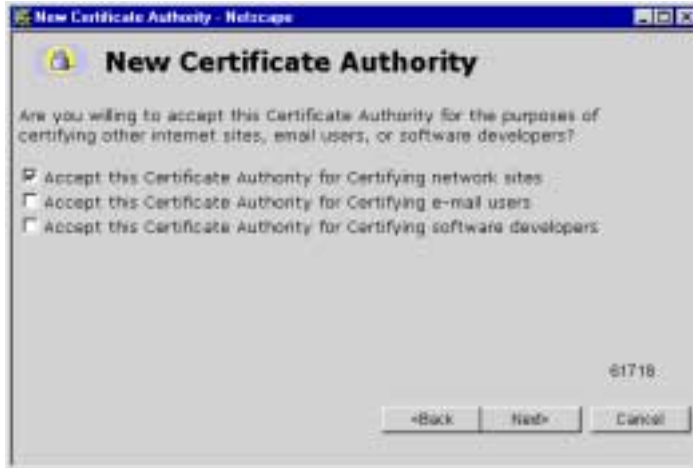 New Certificate Authority - Netscape
New Certificate Authority
Are you willing to accept this Certificate Authority for the purposes of
certifying other internet sites, email users, or software developers?
Accept this Certificate Authority for Certifying network sites
Accept this Certificate Authority for Certifying e-mail users
Accept this Certificate Authority for Certifying software developers
61718
<Back Next> Cancel